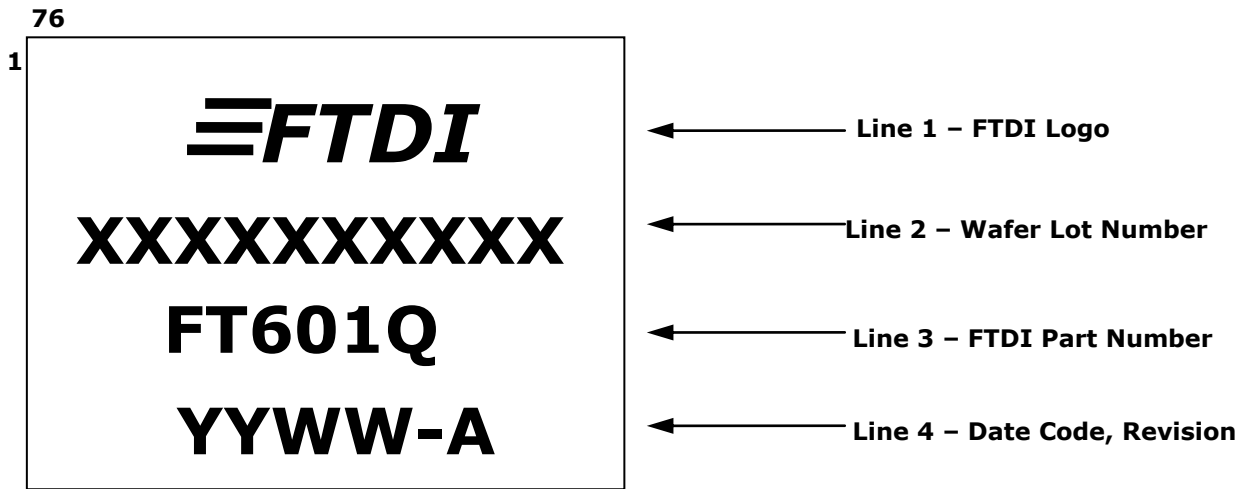 76
1
FTDI
Line 1 – FTDI Logo
XXXXXXXXXX
Line 2 – Wafer Lot Number
FT601Q
Line 3 – FTDI Part Number
YYWW-A
Line 4 – Date Code, Revision